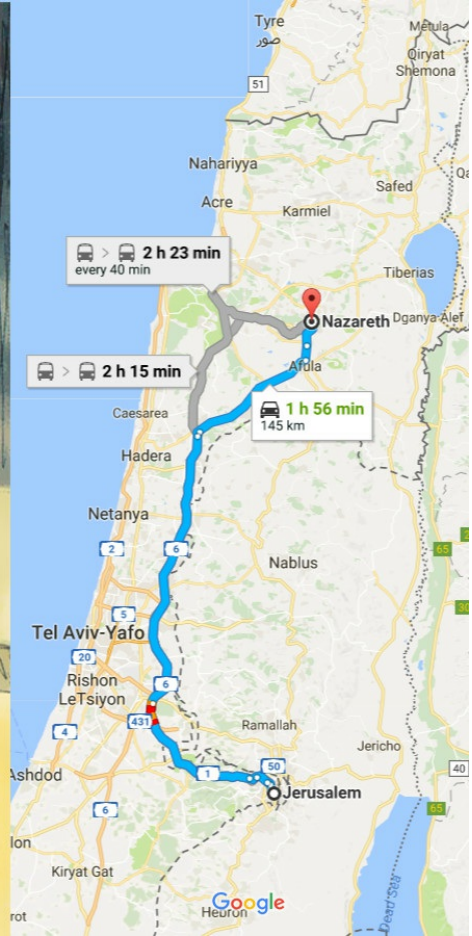 Tyre
صور
Metula
Qiryat
Shemona
51
Nahariyya
Safed
Acre
Karmiel
2 h 23 min
every 40 min
Tiberias
Nazareth
Dganya Alef
2 h 15 min
Afula
1 h 56 min
145 km
Caesarea
Hadera
Netanya
2
6
65
Nablus
5
Tel Aviv-Yafo
20
Rishon
LeTsiyon
6
431
4
Ramallah
Jericho
50
1
40
Ashdod
Jerusalem
6
65
Kiryat Gat
Google
Hebron
Dead Sea